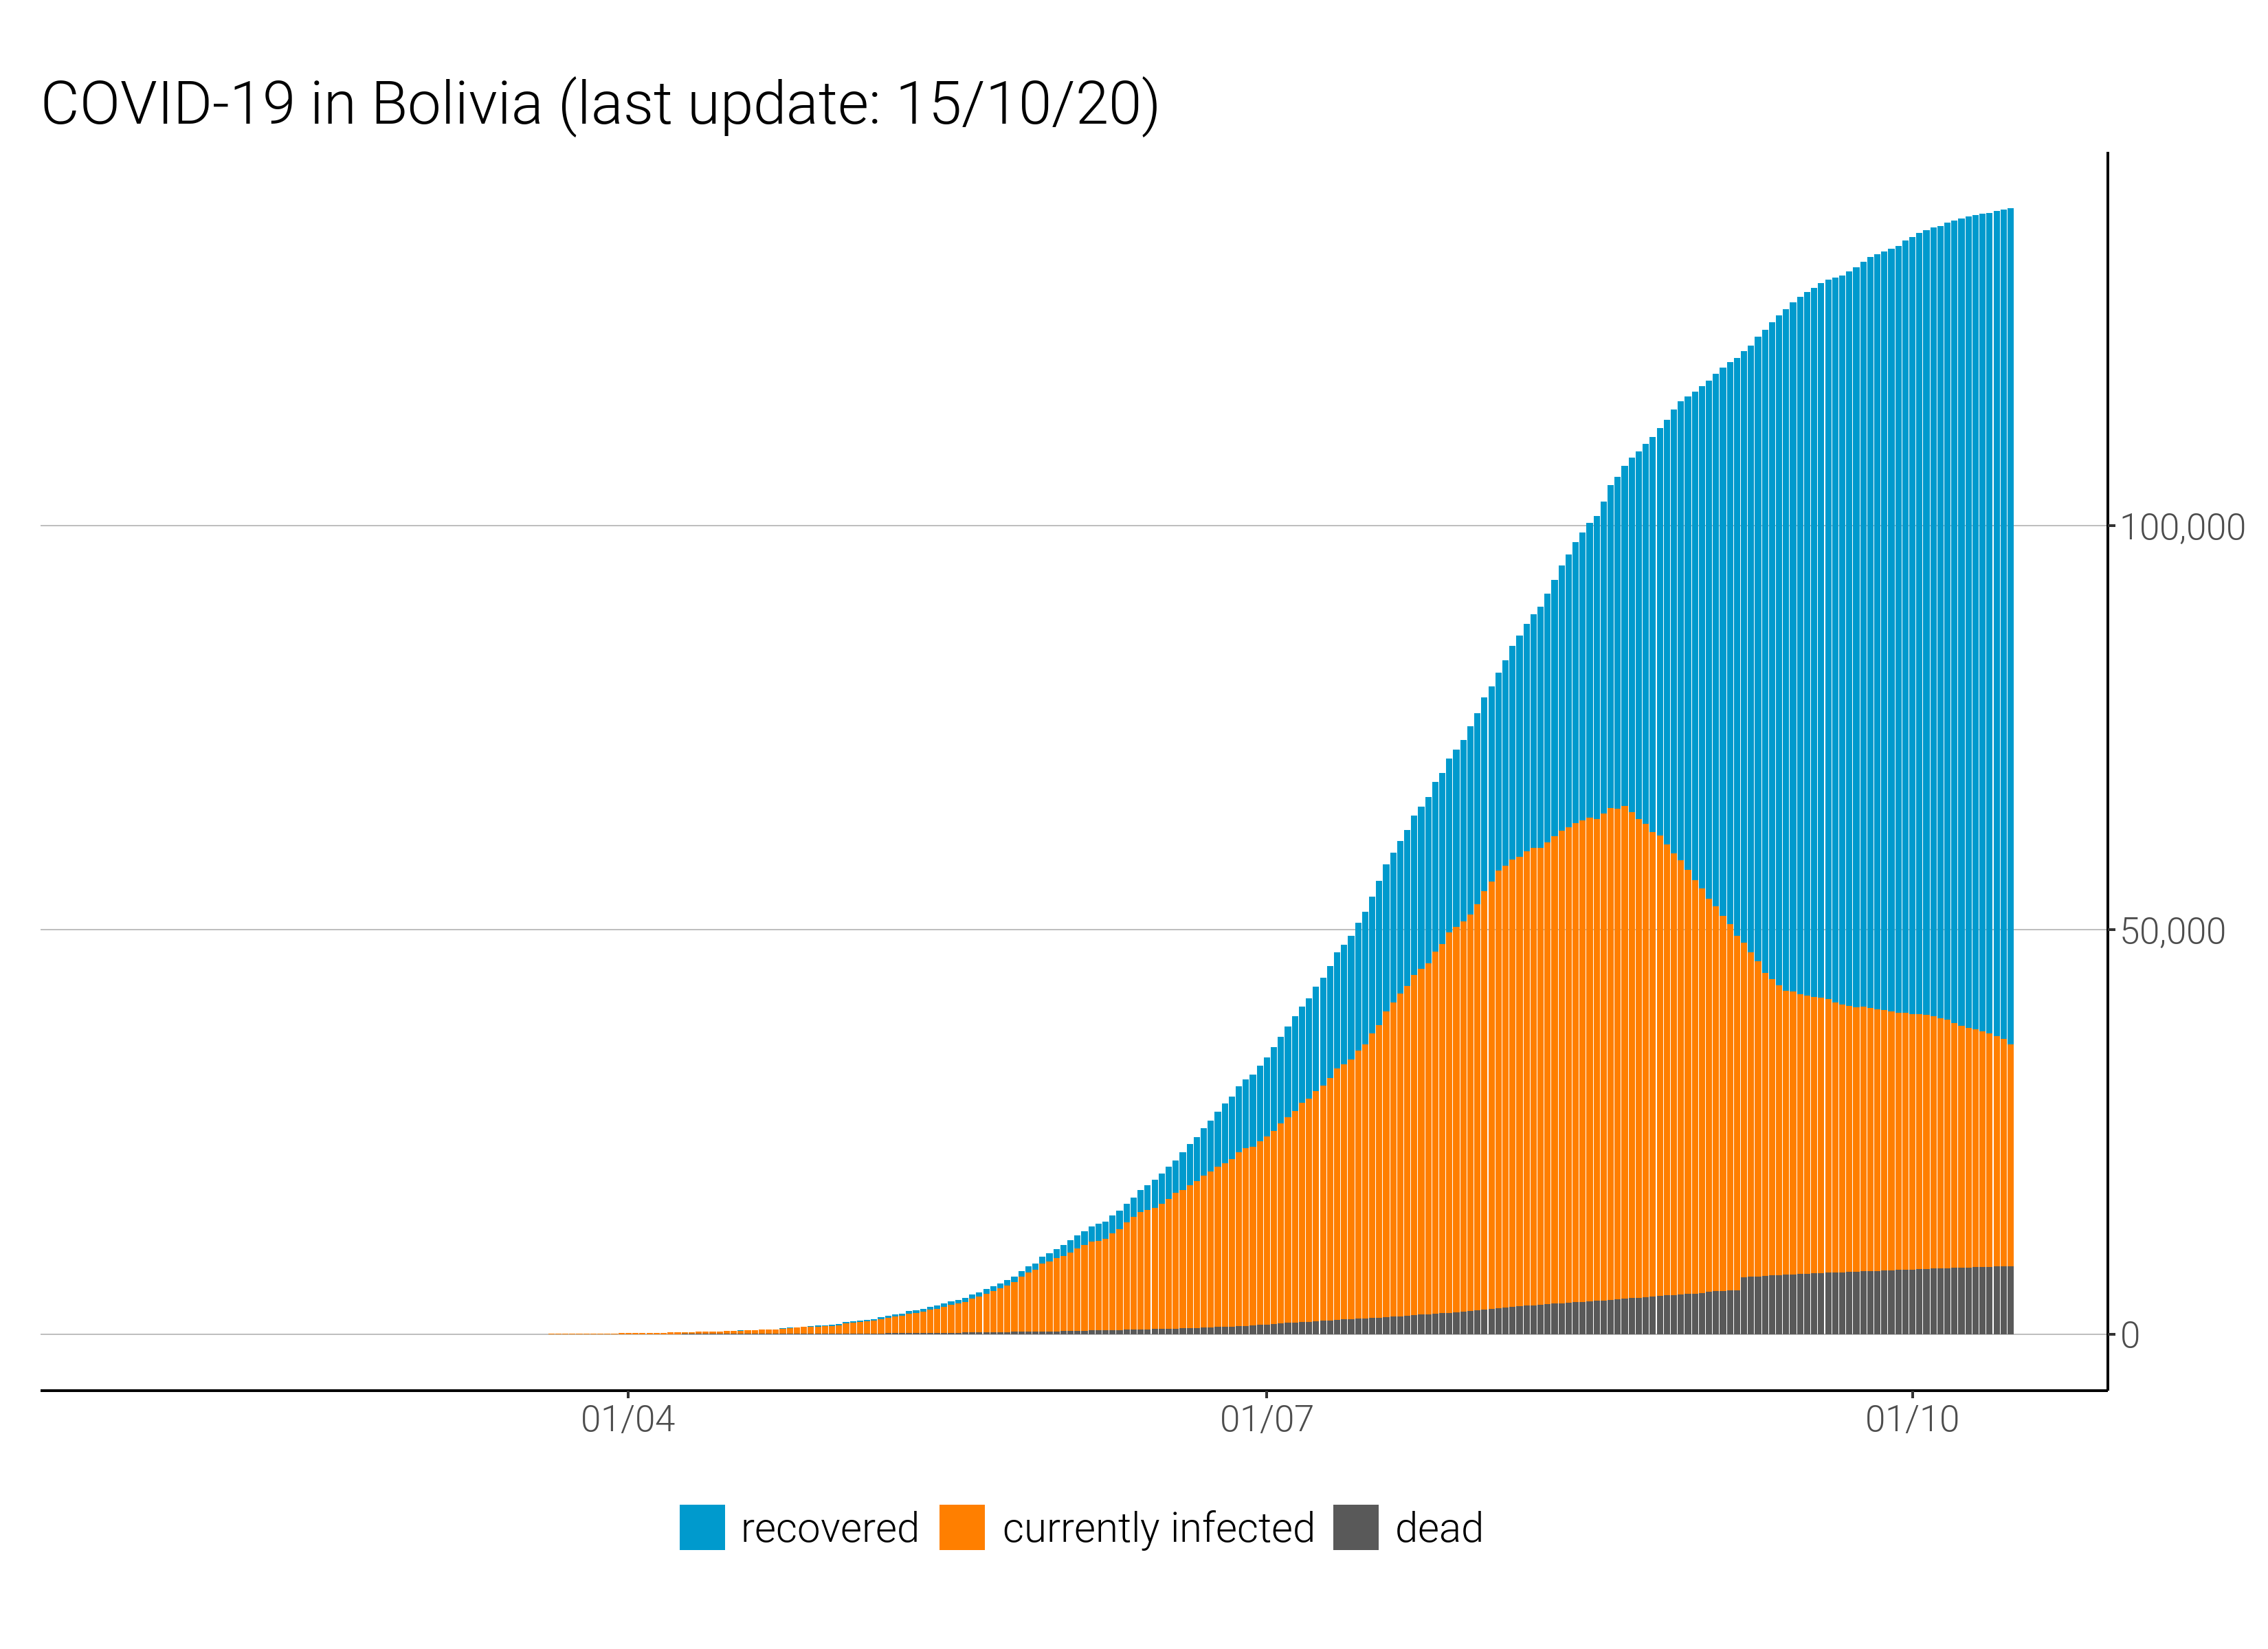 COVID-19 in Bolivia (last update: 15/10/20)
100,000
50,000
0
01/04 01/07 01/10
recovered currently infected dead